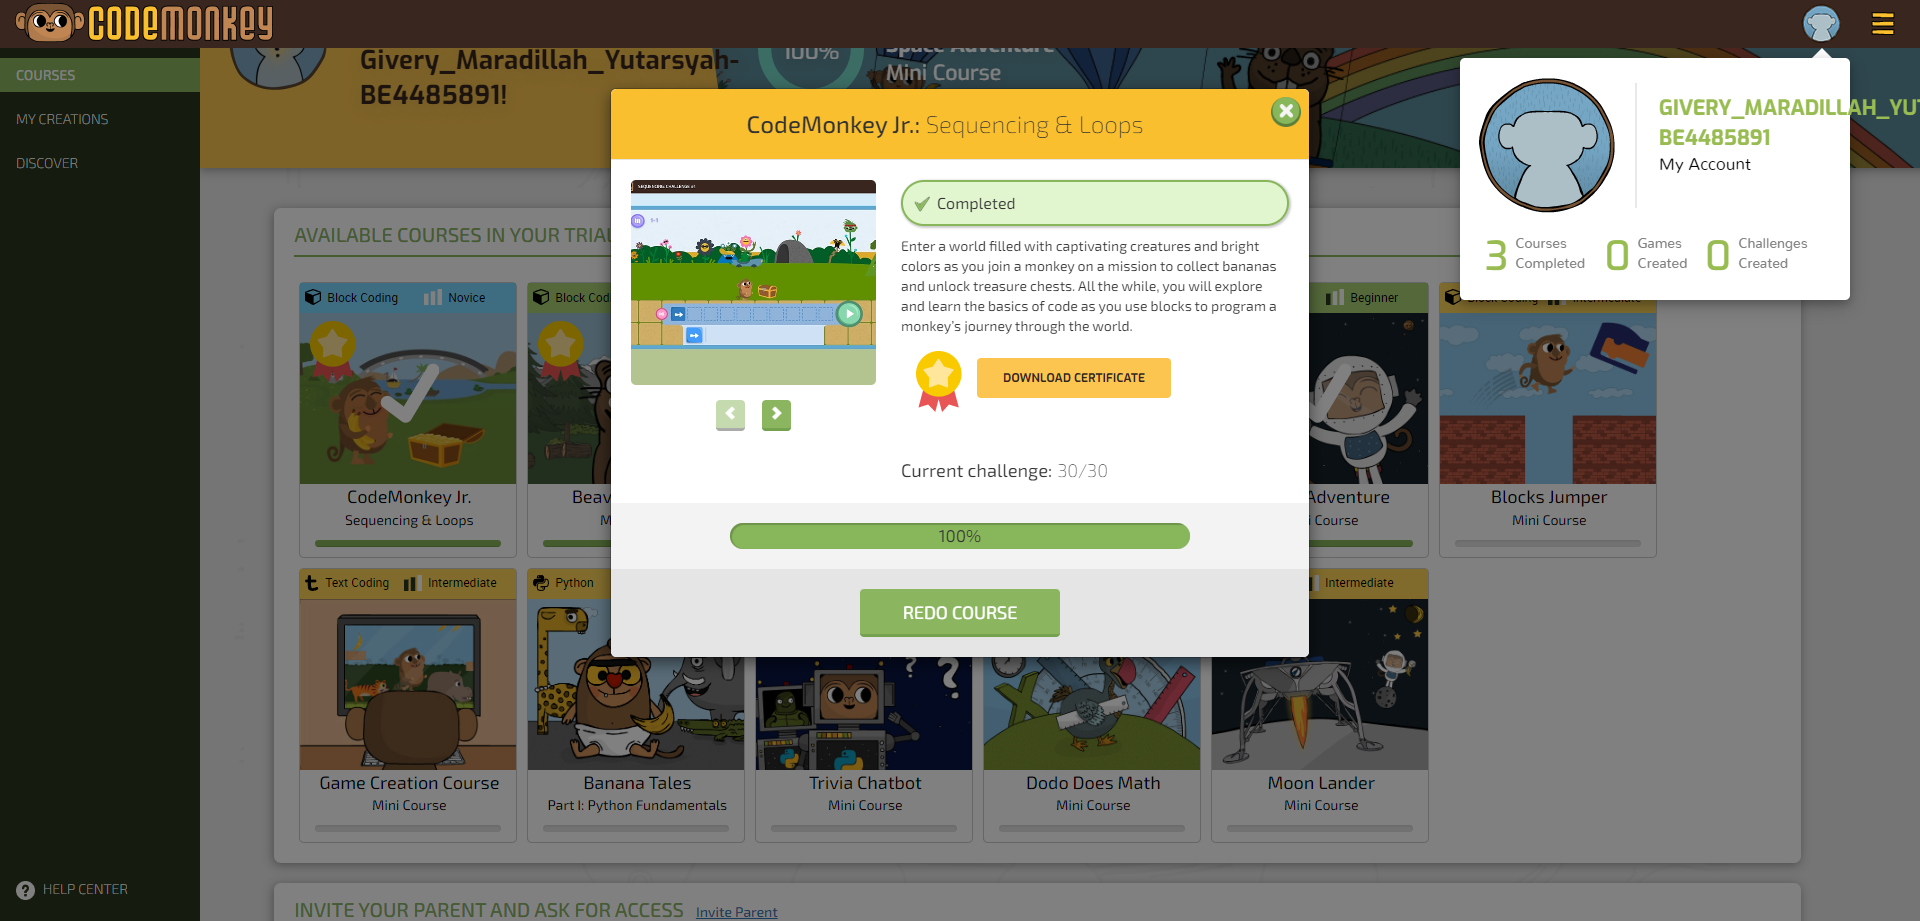 CODEMONKEY
COURSES
MY CREATIONS
DISCOVER
HELP CENTER
Givery_Maradillah_Yutarsyah-
BE4485891!
100%
Space Adventure
Mini Course
GIVERY_MARADILLAH_YUT
BE4485891
My Account
3 Courses Completed
0 Games Created
0 Challenges Created
AVAILABLE COURSES IN YOUR TRIAL
CodeMonkey Jr.: Sequencing & Loops
SEQUENCING CHALLENGE #1
Completed
Enter a world filled with captivating creatures and bright
colors as you join a monkey on a mission to collect bananas
and unlock treasure chests. All the while, you will explore
and learn the basics of code as you use blocks to program a
monkey's journey through the world.
DOWNLOAD CERTIFICATE
Current challenge: 30/30
100%
REDO COURSE
Block Coding Novice
CodeMonkey Jr.
Sequencing & Loops
Block Cod
Beav
M
Beginner
Adventure
i Course
Block Coding Intermediate
Blocks Jumper
Mini Course
Text Coding Intermediate
Game Creation Course
Mini Course
Python
Banana Tales
Part I: Python Fundamentals
Trivia Chatbot
Mini Course
Dodo Does Math
Mini Course
Intermediate
Moon Lander
Mini Course
INVITE YOUR PARENT AND ASK FOR ACCESS Invite Parent